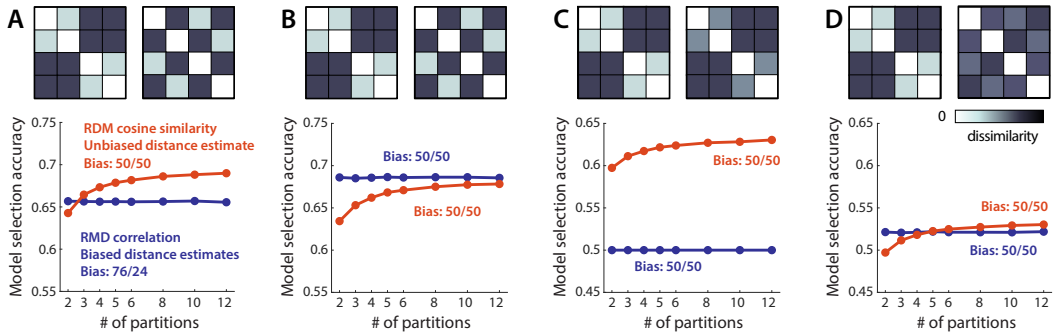 A
B
C
D
0
dissimilarity
Model selection accuracy
0.75
0.7
0.65
0.6
0.55
RDM cosine similarity
Unbiased distance estimate
Bias: 50/50
RMD correlation
Biased distance estimates
Bias: 76/24
2 3 4 5 6 8 10 12
# of partitions
Model selection accuracy
0.75
0.7
0.65
0.6
0.55
Bias: 50/50
Bias: 50/50
2 3 4 5 6 8 10 12
# of partitions
Model selection accuracy
0.65
0.6
0.55
0.5
0.45
Bias: 50/50
Bias: 50/50
2 3 4 5 6 8 10 12
# of partitions
Model selection accuracy
0.65
0.6
0.55
0.5
0.45
Bias: 50/50
Bias: 50/50
2 3 4 5 6 8 10 12
# of partitions